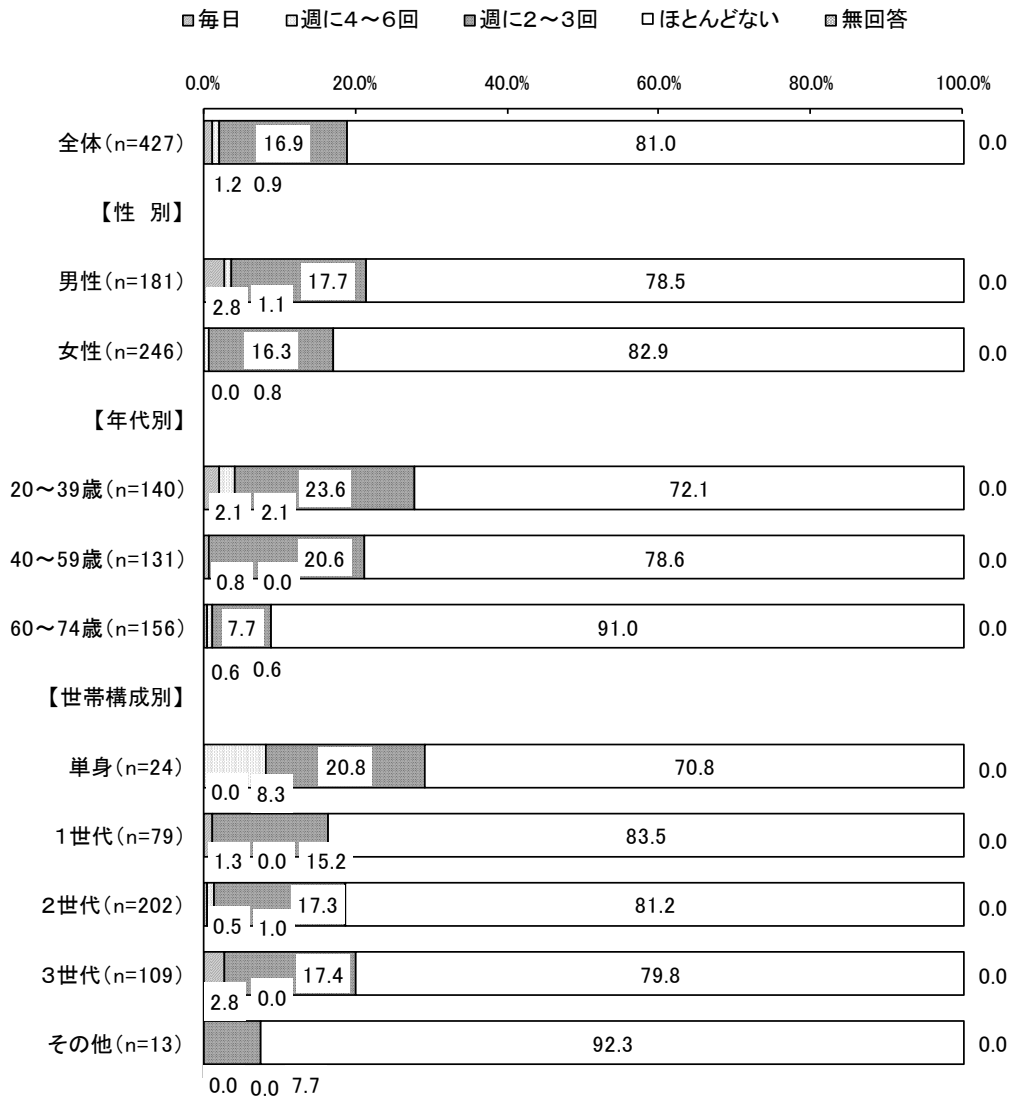 毎日 週に4～6回 週に2～3回 ほとんどない 無回答
0.0% 20.0% 40.0% 60.0% 80.0% 100.0%
全体(n=427) 16.9 81.0 0.0
1.2 0.9
【性 別】
男性(n=181) 17.7 78.5 0.0
2.8 1.1
女性(n=246) 16.3 82.9 0.0
0.0 0.8
【年代別】
20～39歳(n=140) 23.6 72.1 0.0
2.1 2.1
40～59歳(n=131) 20.6 78.6 0.0
0.8 0.0
60～74歳(n=156) 7.7 91.0 0.0
0.6 0.6
【世帯構成別】
単身(n=24) 20.8 70.8 0.0
0.0 8.3
1世代(n=79) 83.5 0.0
1.3 0.0 15.2
2世代(n=202) 17.3 81.2 0.0
0.5 1.0
3世代(n=109) 17.4 79.8 0.0
2.8 0.0
その他(n=13) 92.3 0.0
0.0 0.0 7.7